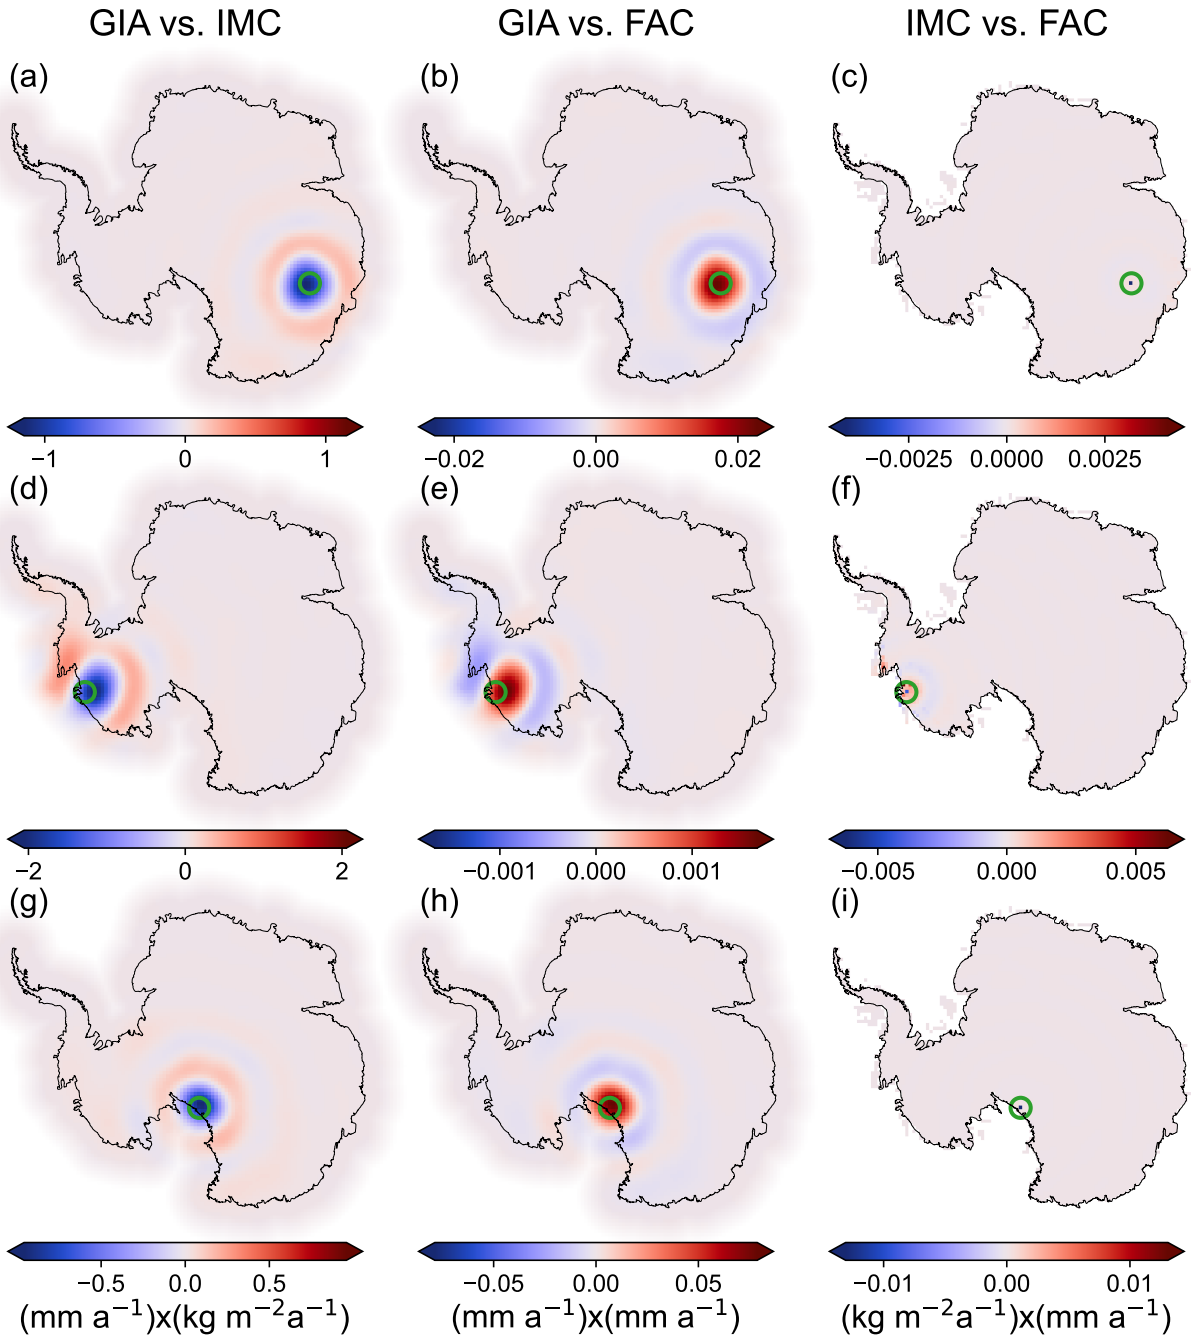 GIA vs. IMC GIA vs. FAC IMC vs. FAC
(a) (b) (c)
−1 0 1 −0.02 0.00 0.02 −0.0025 0.0000 0.0025
(d) (e) (f)
−2 0 2 −0.001 0.000 0.001 −0.005 0.000 0.005
(g) (h) (i)
−0.5 0.0 0.5 −0.05 0.00 0.05 −0.01 0.00 0.01
(mm a⁻¹)x(kg m⁻²a⁻¹) (mm a⁻¹)x(mm a⁻¹) (kg m⁻²a⁻¹)x(mm a⁻¹)